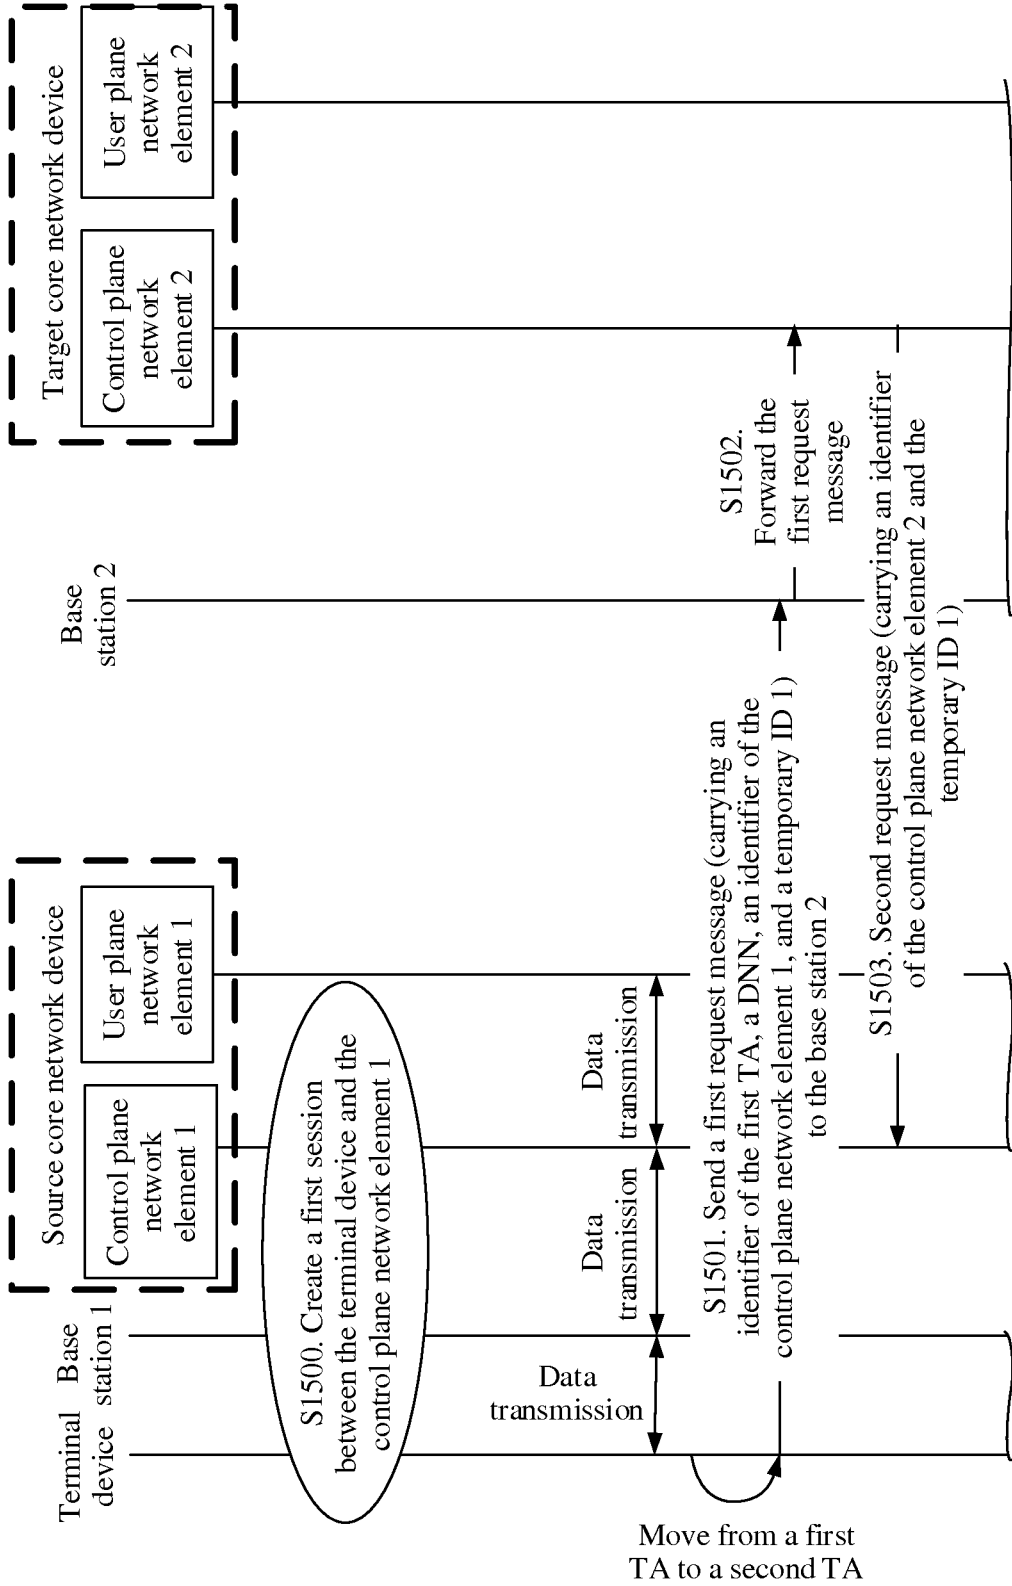 Terminal
device
Base
station 1
Source core network device
Control plane
network
element 1
User plane
network
element 1
Base
station 2
Target core network device
Control plane
network
element 2
User plane
network
element 2
S1500. Create a first session
between the terminal device and the
control plane network element 1
Data
transmission
Data
transmission
Data
transmission
Move from a first
TA to a second TA
S1501. Send a first request message (carrying an
identifier of the first TA, a DNN, an identifier of the
control plane network element 1, and a temporary ID 1)
to the base station 2
S1502.
Forward the
first request
message
S1503. Second request message (carrying an identifier
of the control plane network element 2 and the
temporary ID 1)